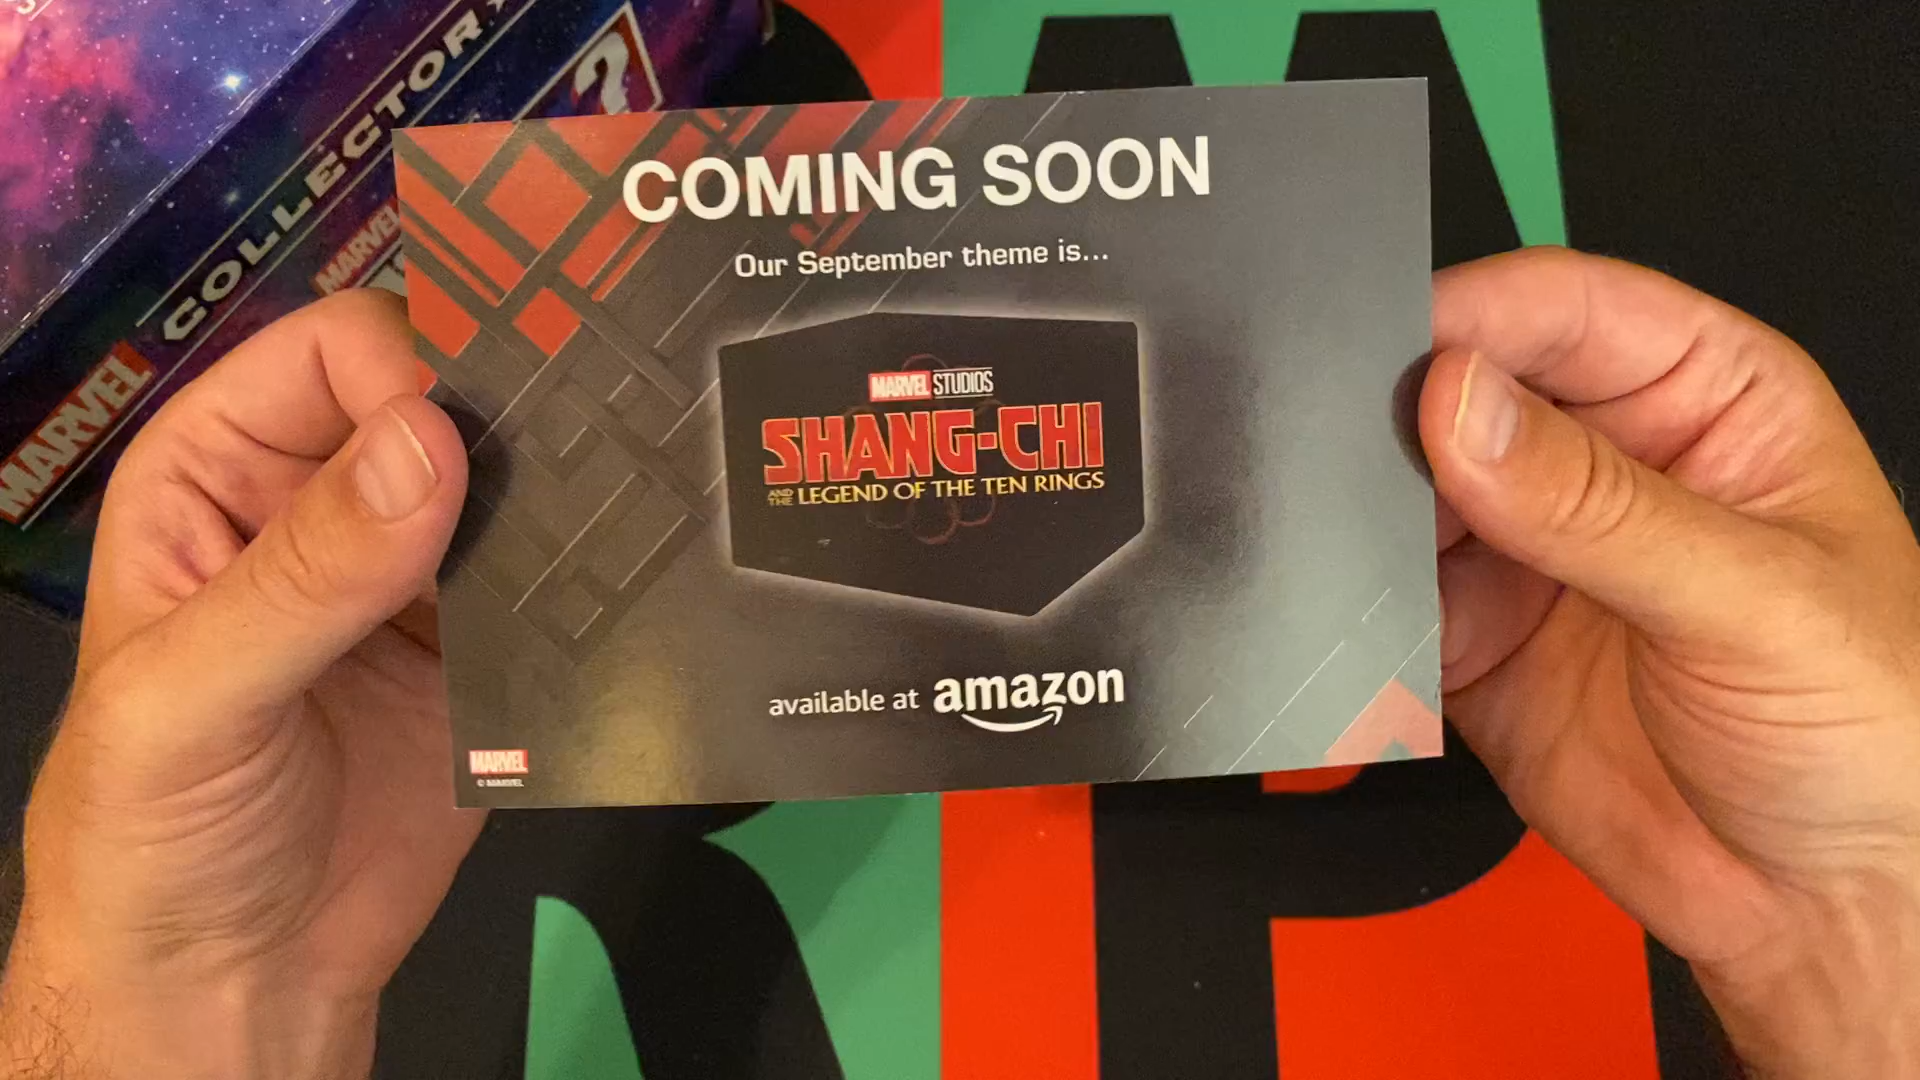 COLLECTOR
MARVEL
MARVEL
?
COMING SOON
Our September theme is...
MARVEL STUDIOS
SHANG-CHI
AND THE LEGEND OF THE TEN RINGS
available at amazon
MARVEL
© MARVEL